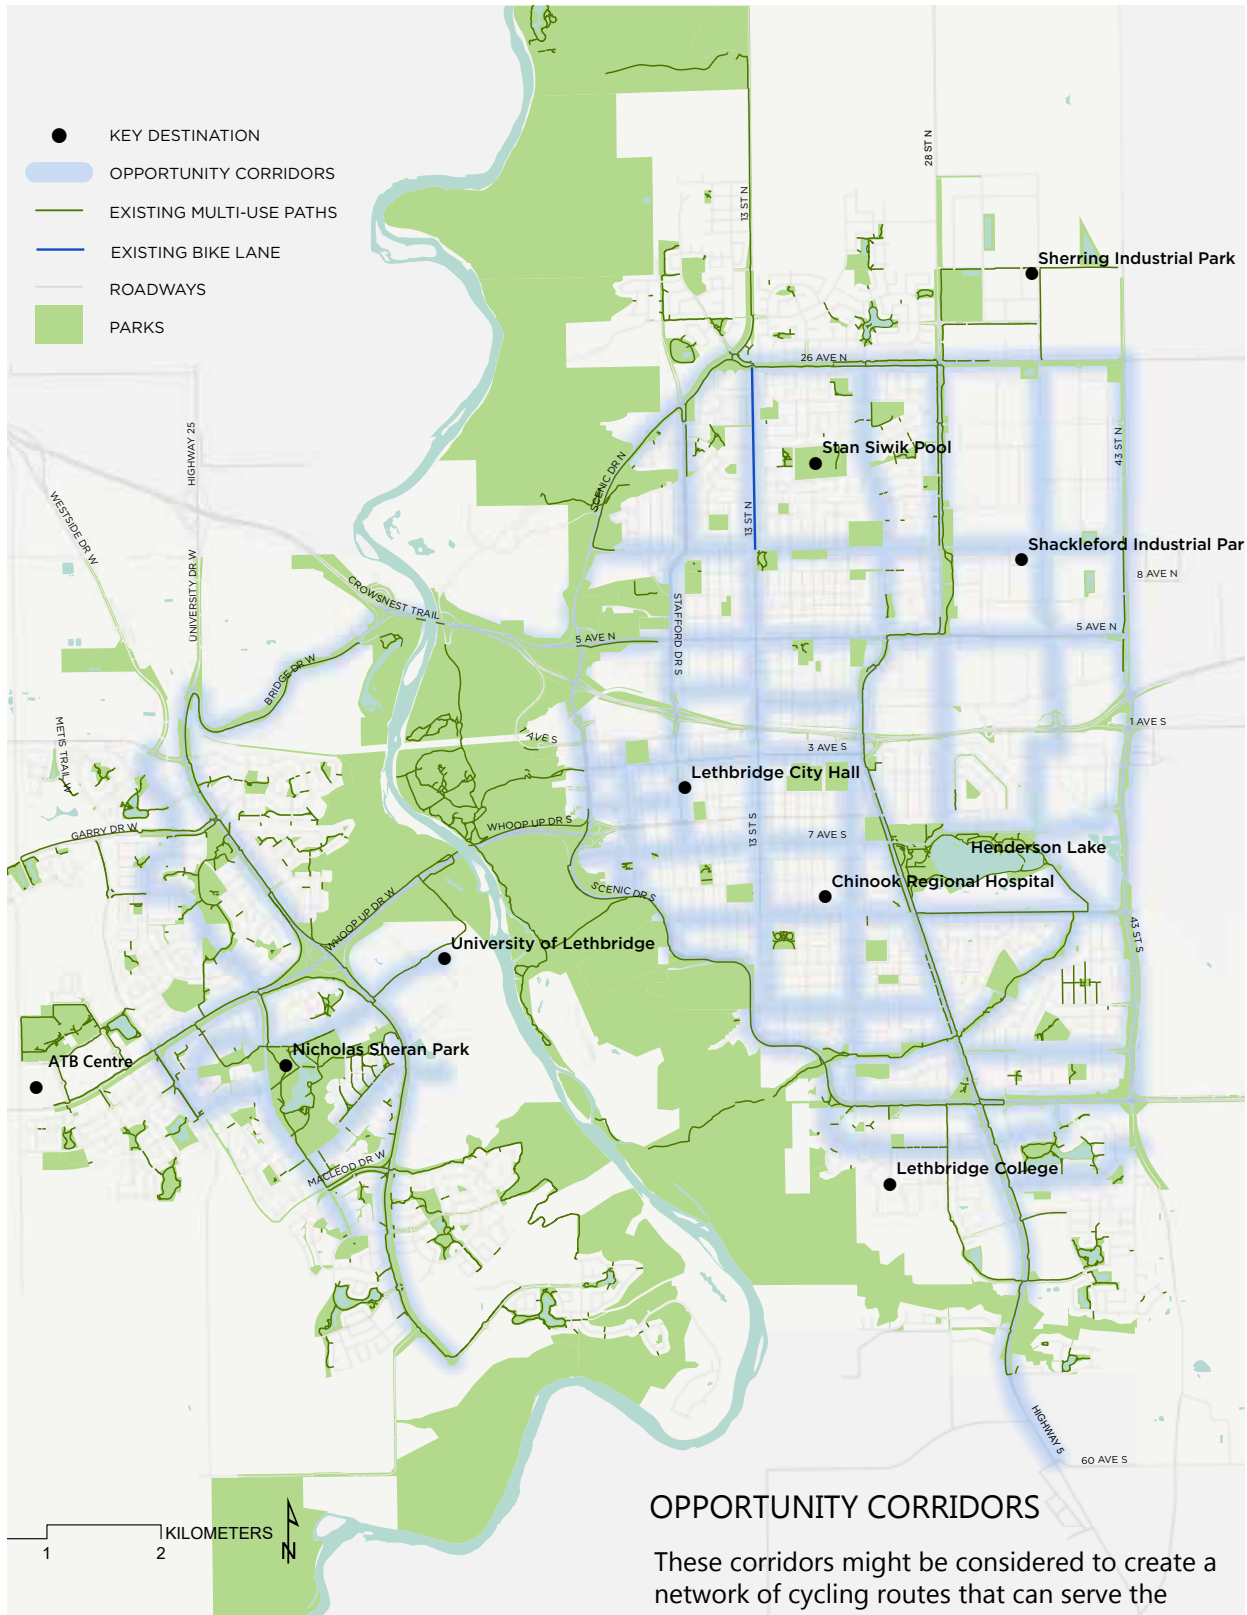 KEY DESTINATION
OPPORTUNITY CORRIDORS
EXISTING MULTI-USE PATHS
EXISTING BIKE LANE
ROADWAYS
PARKS
28 ST N
13 ST N
Sherring Industrial Park
26 AVE N
HIGHWAY 25
43 ST N
Stan Siwik Pool
SCENIC DR N
WESTSIDE DR W
13 ST N
Shackleford Industrial Par
8 AVE N
UNIVERSITY DR W
CROWSNEST TRAIL
STAFFORD DR S
5 AVE N
5 AVE N
BRIDGE DR W
METIS TRAIL W
1 AVE S
AVE S
3 AVE S
Lethbridge City Hall
GARRY DR W
WHOOP UP DR S
13 ST S
7 AVE S
Henderson Lake
Chinook Regional Hospital
SCENIC DR S
WHOOP UP DR W
43 ST S
University of Lethbridge
Nicholas Sheran Park
ATB Centre
MACLEOD DR W
Lethbridge College
HIGHWAY 5
60 AVE S
OPPORTUNITY CORRIDORS
KILOMETERS
1 2
N
These corridors might be considered to create a
network of cycling routes that can serve the